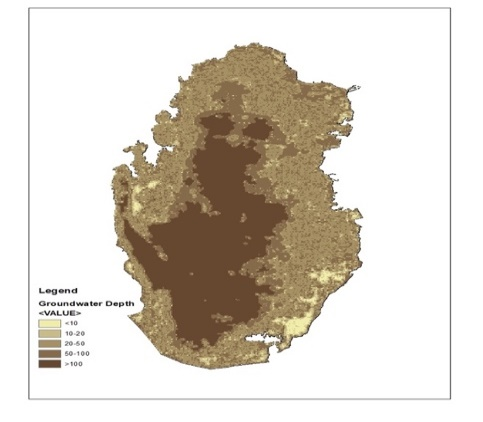 Legend
Groundwater Depth
<VALUE>
<10
10-20
20-50
50-100
>100